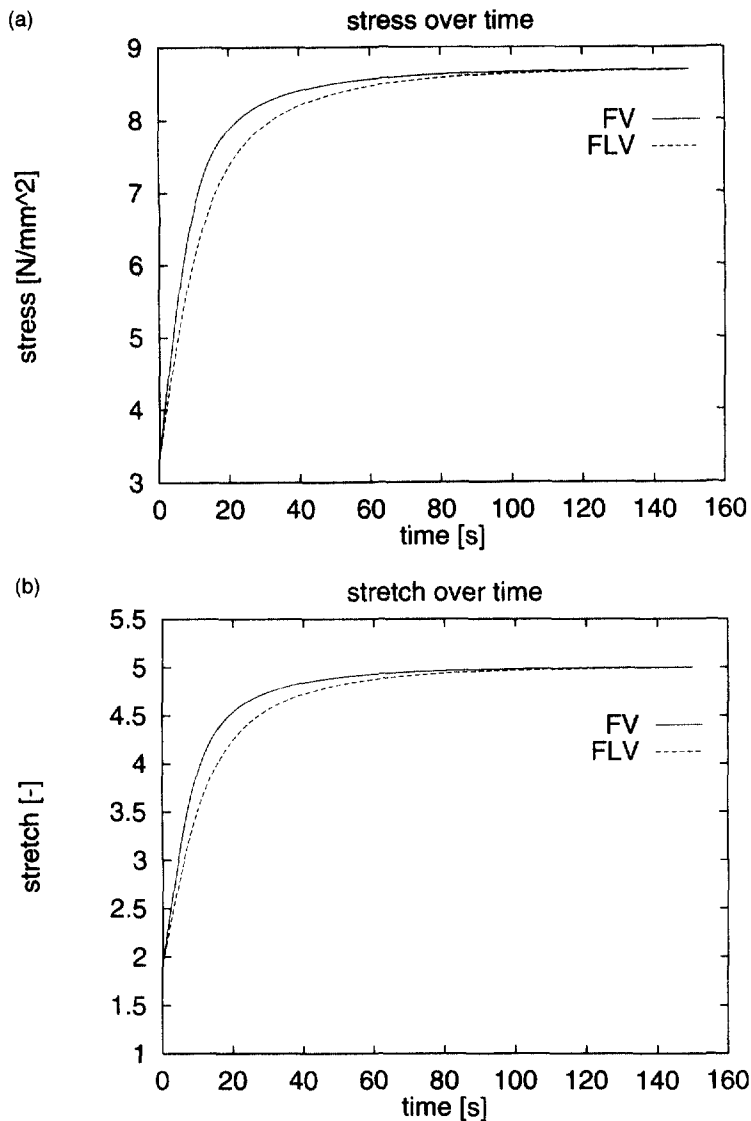 (a)
stress over time
9
8
7
6
5
4
3
stress [N/mm^2]
FV
FLV
0 20 40 60 80 100 120 140 160
time [s]
(b)
stretch over time
5.5
5
4.5
4
3.5
3
2.5
2
1.5
1
stretch [-]
FV
FLV
0 20 40 60 80 100 120 140 160
time [s]